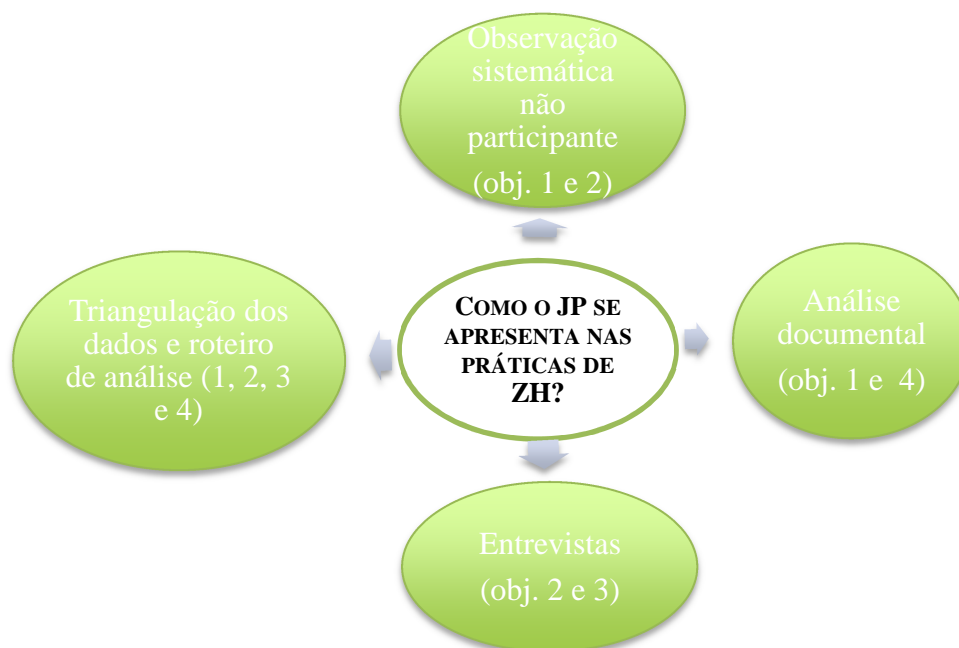 Observação
sistemática
não
participante
(obj. 1 e 2)
Triangulação dos
dados e roteiro
de análise (1, 2, 3
e 4)
COMO O JP SE
APRESENTA NAS
PRÁTICAS DE
ZH?
Análise
documental
(obj. 1 e 4)
Entrevistas
(obj. 2 e 3)